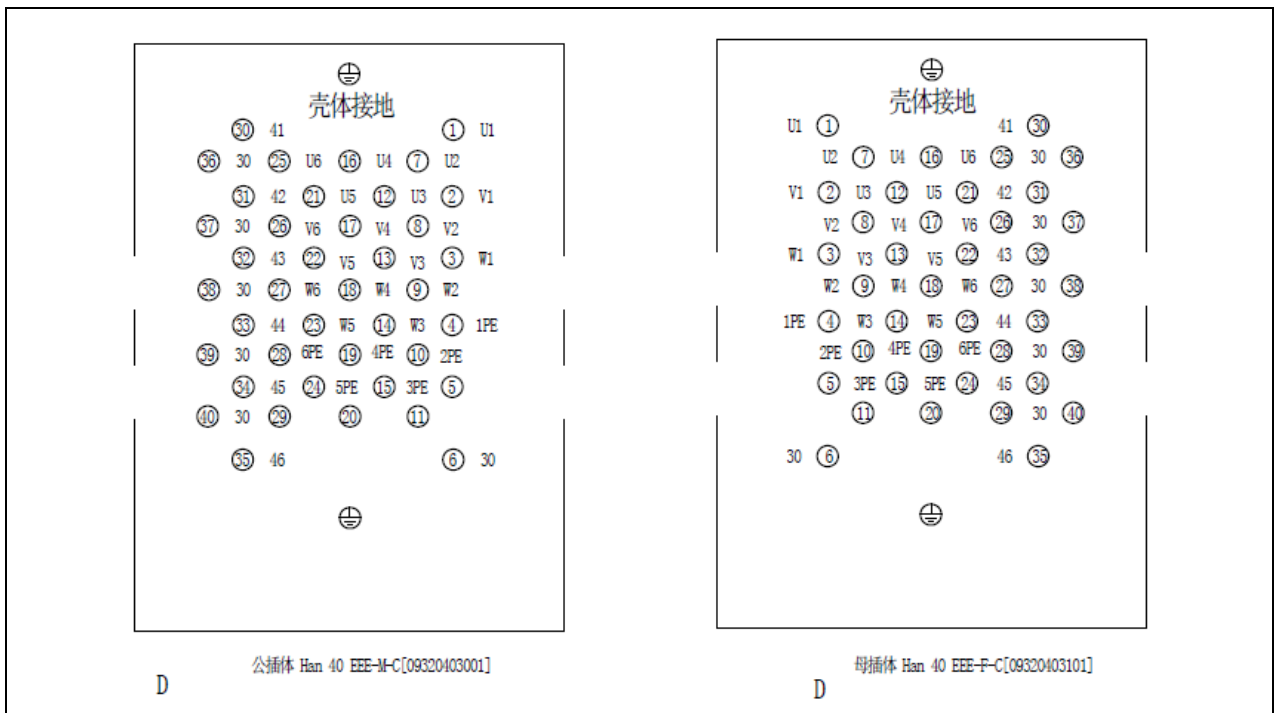 壳体接地
㉚ 41 ① U1
㊱ 30 ㉕ U6 ⑯ U4 ⑦ U2
㉛ 42 ㉑ U5 ⑫ U3 ② V1
㊲ 30 ㉖ V6 ⑰ V4 ⑧ V2
㉜ 43 ㉒ V5 ⑬ V3 ③ W1
㊳ 30 ㉗ W6 ⑱ W4 ⑨ W2
㉝ 44 ㉓ W5 ⑭ W3 ④ 1PE
㊴ 30 ㉘ 6PE ⑲ 4PE ⑩ 2PE
㉞ 45 ㉔ 5PE ⑮ 3PE ⑤
㊵ 30 ㉙ ⑳ ⑪
㉟ 46 ⑥ 30
公插体 Han 40 EEE-M-C[09320403001]
D
壳体接地
U1 ① 41 ㉚
U2 ⑦ U4 ⑯ U6 ㉕ 30 ㊱
V1 ② U3 ⑫ U5 ㉑ 42 ㉛
V2 ⑧ V4 ⑰ V6 ㉖ 30 ㊲
W1 ③ V3 ⑬ V5 ㉒ 43 ㉜
W2 ⑨ W4 ⑱ W6 ㉗ 30 ㊳
1PE ④ W3 ⑭ W5 ㉓ 44 ㉝
2PE ⑩ 4PE ⑲ 6PE ㉘ 30 ㊴
⑤ 3PE ⑮ 5PE ㉔ 45 ㉞
⑪ ⑳ ㉙ 30 ㊵
30 ⑥ 46 ㉟
母插体 Han 40 EEE-F-C[09320403101]
D